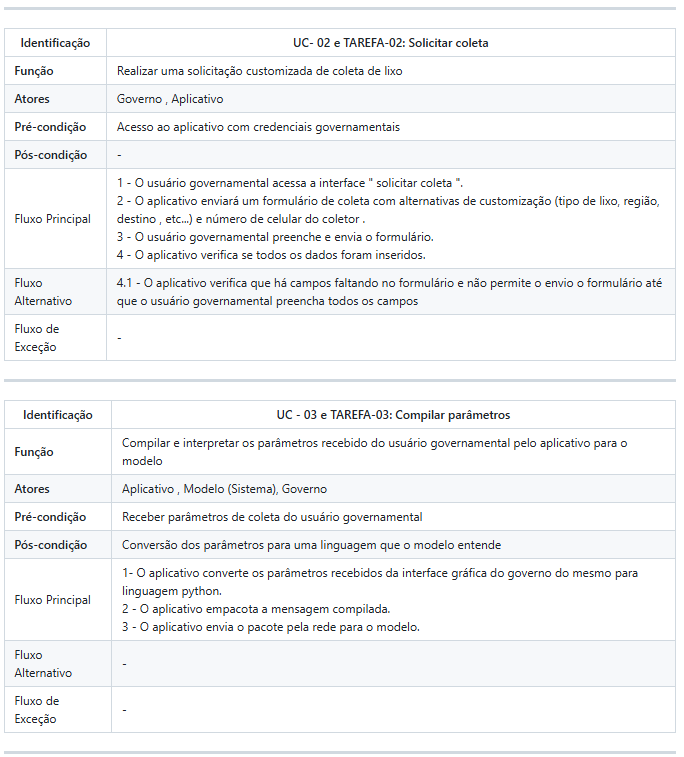 Identificação UC- 02 e TAREFA-02: Solicitar coleta
Função Realizar uma solicitação customizada de coleta de lixo
Atores Governo , Aplicativo
Pré-condição Acesso ao aplicativo com credenciais governamentais
Pós-condição -
Fluxo Principal
1 - O usuário governamental acessa a interface " solicitar coleta ".
2 - O aplicativo enviará um formulário de coleta com alternativas de customização (tipo de lixo, região,
destino , etc...) e número de celular do coletor .
3 - O usuário governamental preenche e envia o formulário.
4 - O aplicativo verifica se todos os dados foram inseridos.
Fluxo
Alternativo
4.1 - O aplicativo verifica que há campos faltando no formulário e não permite o envio o formulário até
que o usuário governamental preencha todos os campos
Fluxo de
Exceção
-
Identificação UC - 03 e TAREFA-03: Compilar parâmetros
Função
Compilar e interpretar os parâmetros recebido do usuário governamental pelo aplicativo para o
modelo
Atores Aplicativo , Modelo (Sistema), Governo
Pré-condição Receber parâmetros de coleta do usuário governamental
Pós-condição Conversão dos parâmetros para uma linguagem que o modelo entende
Fluxo Principal
1- O aplicativo converte os parâmetros recebidos da interface gráfica do governo do mesmo para
linguagem python.
2 - O aplicativo empacota a mensagem compilada.
3 - O aplicativo envia o pacote pela rede para o modelo.
Fluxo
Alternativo
-
Fluxo de
Exceção
-